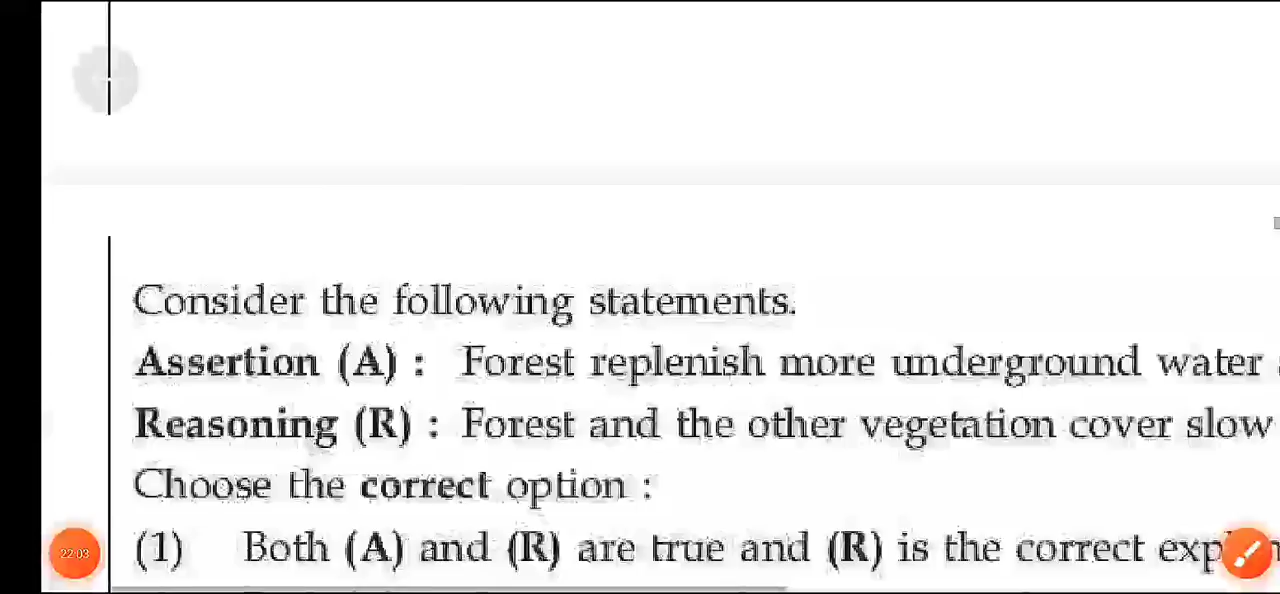 Consider the following statements.
Assertion (A) : Forest replenish more underground water
Reasoning (R) : Forest and the other vegetation cover slow
Choose the correct option :
(1) Both (A) and (R) are true and (R) is the correct
22:03